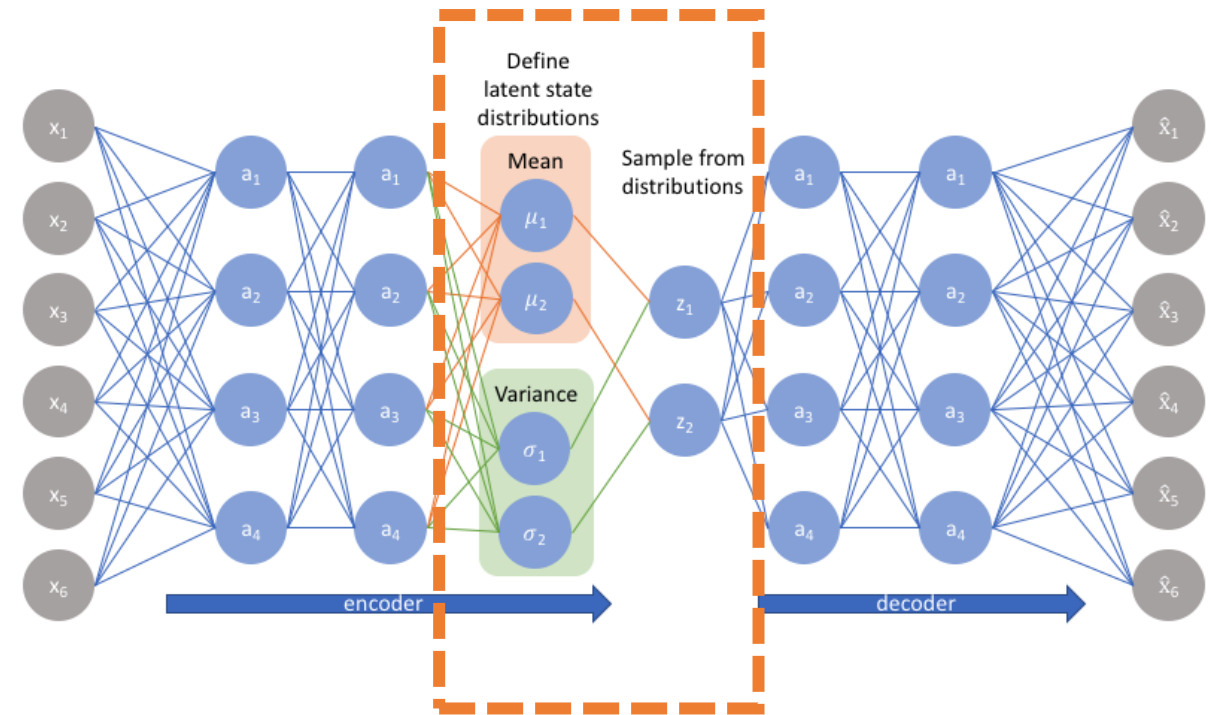 Define
latent state
distributions
Mean
Sample from
distributions
Variance
x₁
x₂
x₃
x₄
x₅
x₆
a₁
a₂
a₃
a₄
a₁
a₂
a₃
a₄
μ₁
μ₂
σ₁
σ₂
z₁
z₂
a₁
a₂
a₃
a₄
a₁
a₂
a₃
a₄
x̂₁
x̂₂
x̂₃
x̂₄
x̂₅
x̂₆
encoder
decoder